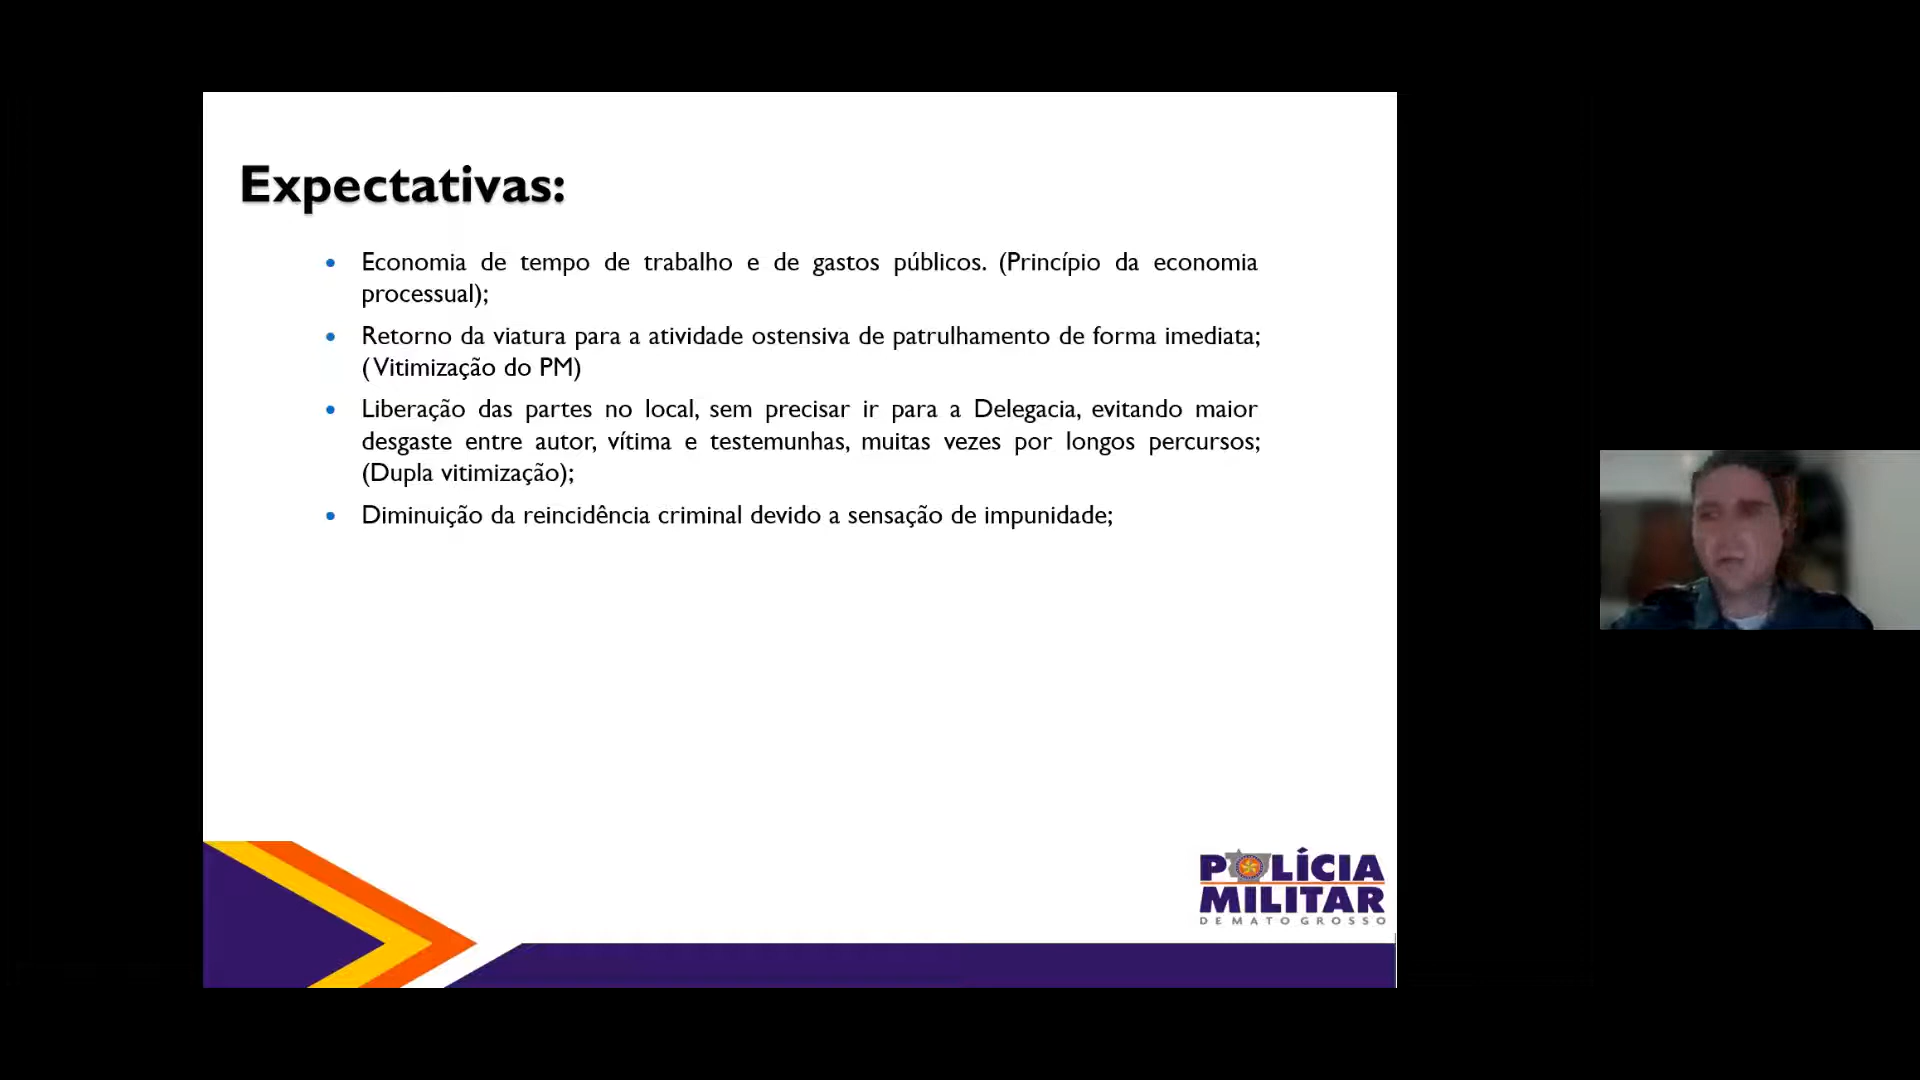 Expectativas:
Economia de tempo de trabalho e de gastos públicos. (Princípio da economia
processual);
Retorno da viatura para a atividade ostensiva de patrulhamento de forma imediata;
(Vitimização do PM)
Liberação das partes no local, sem precisar ir para a Delegacia, evitando maior
desgaste entre autor, vítima e testemunhas, muitas vezes por longos percursos;
(Dupla vitimização);
Diminuição da reincidência criminal devido a sensação de impunidade;
POLÍCIA
MILITAR
DE MATO GROSSO